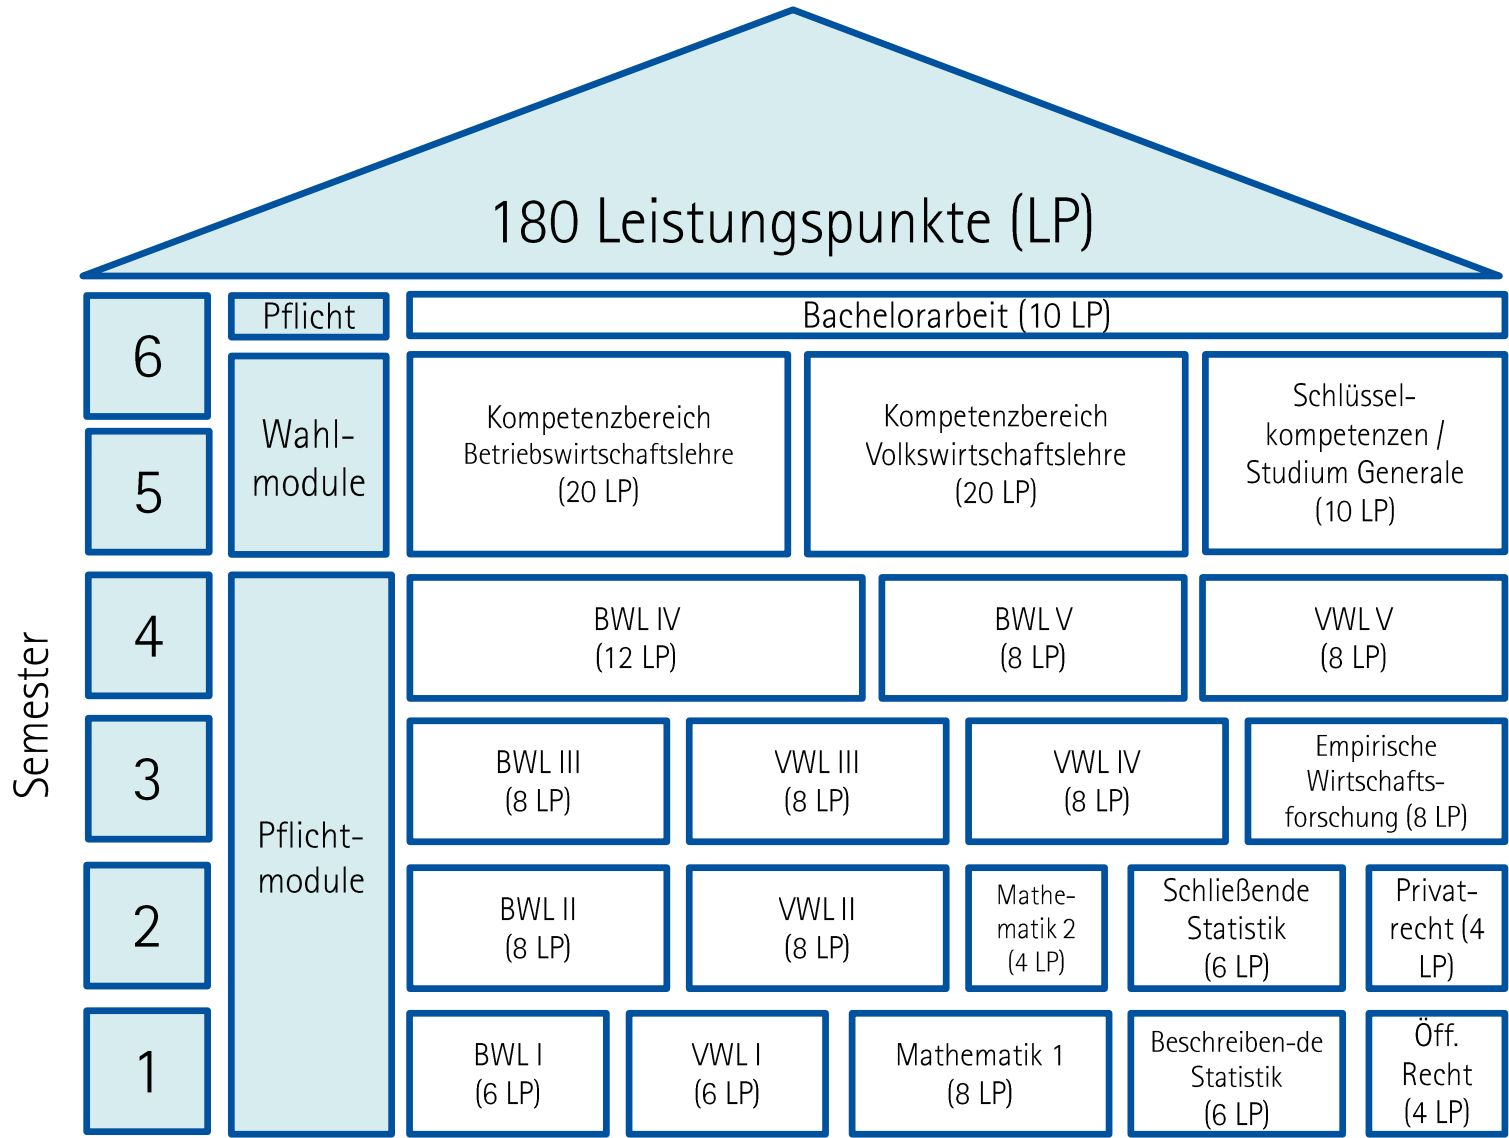 180 Leistungspunkte (LP)
Semester
6
Pflicht
Bachelorarbeit (10 LP)
5
Wahl-
module
Kompetenzbereich
Betriebswirtschaftslehre
(20 LP)
Kompetenzbereich
Volkswirtschaftslehre
(20 LP)
Schlüssel-
kompetenzen /
Studium Generale
(10 LP)
Pflicht-
module
4
BWL IV
(12 LP)
BWL V
(8 LP)
VWL V
(8 LP)
3
BWL III
(8 LP)
VWL III
(8 LP)
VWL IV
(8 LP)
Empirische
Wirtschafts-
forschung (8 LP)
2
BWL II
(8 LP)
VWL II
(8 LP)
Mathe-
matik 2
(4 LP)
Schließende
Statistik
(6 LP)
Privat-
recht (4
LP)
1
BWL I
(6 LP)
VWL I
(6 LP)
Mathematik 1
(8 LP)
Beschreiben-de
Statistik
(6 LP)
Öff.
Recht
(4 LP)